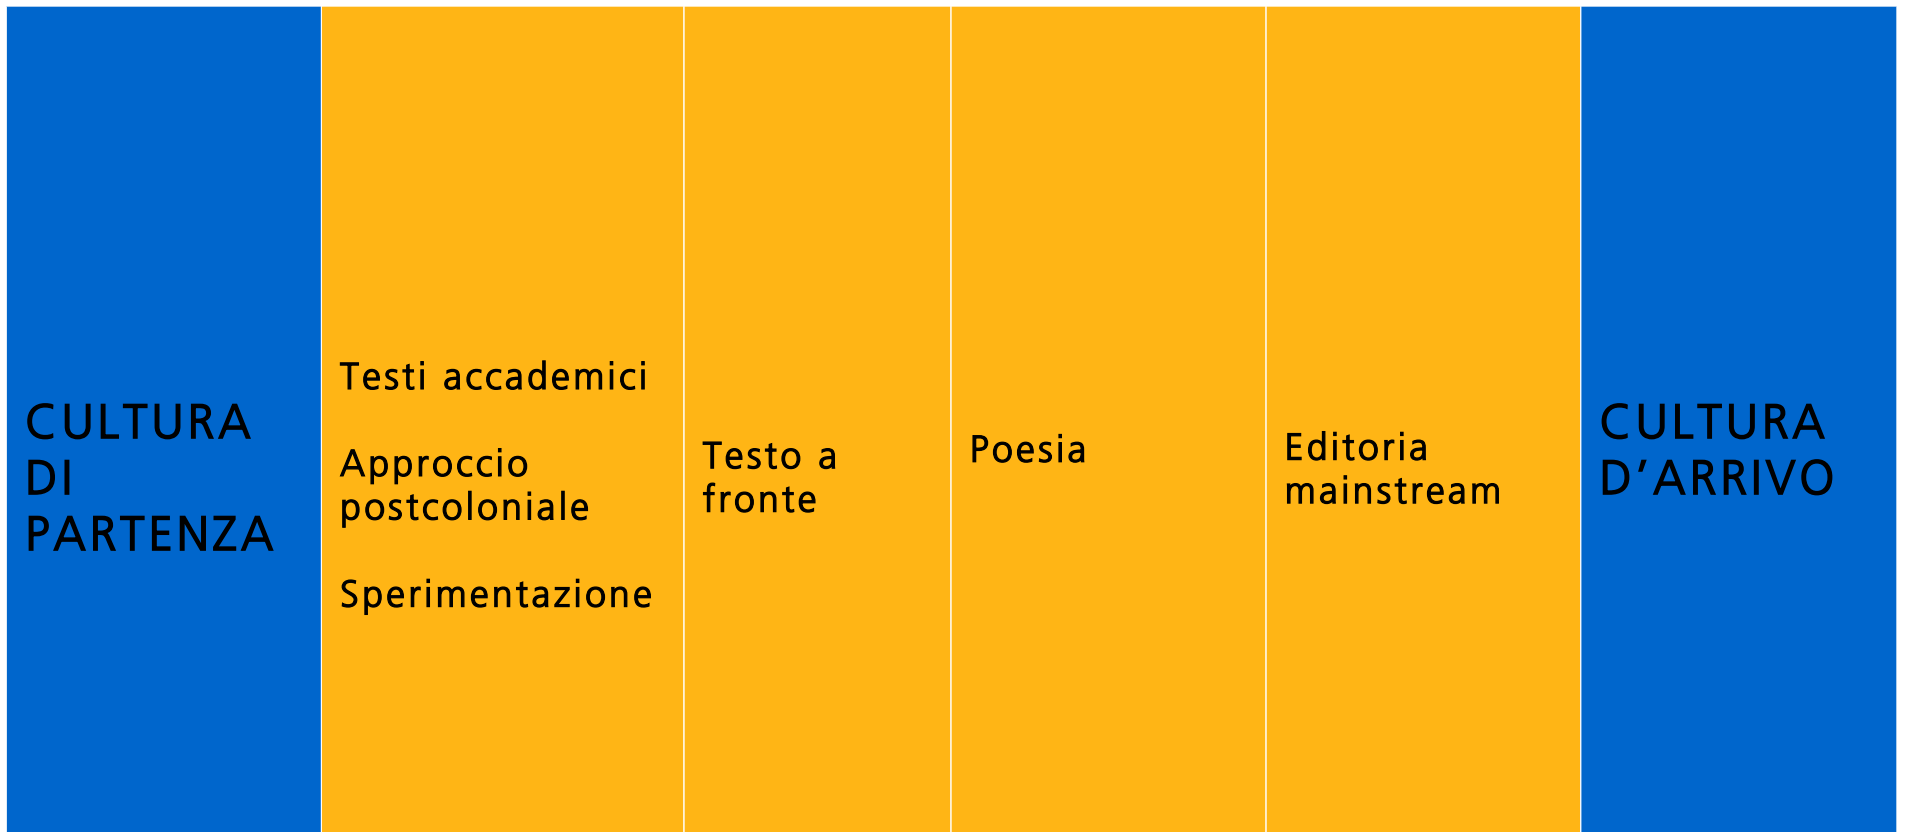 CULTURA
DI
PARTENZA
Testi accademici
Approccio
postcoloniale
Sperimentazione
Testo a
fronte
Poesia
Editoria
mainstream
CULTURA
D’ARRIVO